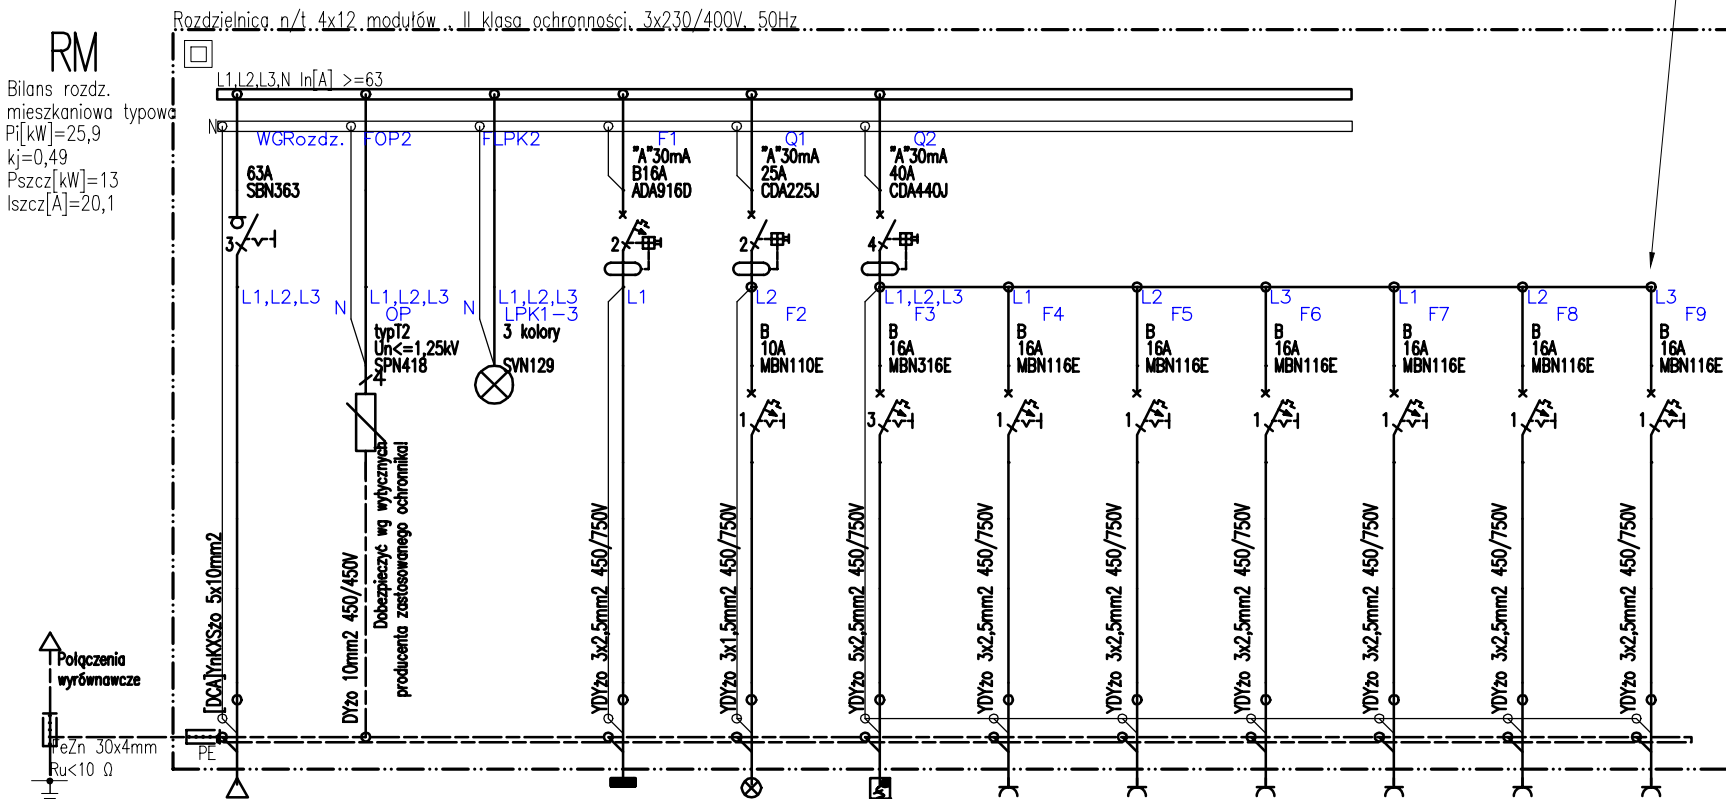 Rozdzielnica n/t 4x12 modułów , II klasa ochronności, 3x230/400V, 50Hz
RM
Bilans rozdz.
mieszkaniowa typowa
Pi[kW]=25,9
kj=0,49
Pszcz[kW]=13
Iszcz[A]=20,1
L1,L2,L3,N In[A] >=63
N
WGRozdz.
63A
SBN363
3
L1,L2,L3
[DCA]YnKXSżo 5x10mm2
FOP2
N
L1,L2,L3
OP
typT2
Un<=1,25kV
SPN418
4
DYżo 10mm2 450/450V
Dobezpieczyć wg wytycznych
producenta zastosowanego ochronnika!
FLPK2
N
L1,L2,L3
LPK1-3
3 kolory
SVN129
F1
"A"30mA
B16A
ADA916D
2
L1
YDYżo 3x2,5mm2 450/750V
Q1
"A"30mA
25A
CDA225J
2
L2
F2
B
10A
MBN110E
1
YDYżo 3x1,5mm2 450/750V
Q2
"A"30mA
40A
CDA440J
4
L1,L2,L3
F3
B
16A
MBN316E
3
YDYżo 5x2,5mm2 450/750V
L1
F4
B
16A
MBN116E
1
YDYżo 3x2,5mm2 450/750V
L2
F5
B
16A
MBN116E
1
YDYżo 3x2,5mm2 450/750V
L3
F6
B
16A
MBN116E
1
YDYżo 3x2,5mm2 450/750V
L1
F7
B
16A
MBN116E
1
YDYżo 3x2,5mm2 450/750V
L2
F8
B
16A
MBN116E
1
YDYżo 3x2,5mm2 450/750V
L3
F9
B
16A
MBN116E
1
YDYżo 3x2,5mm2 450/750V
Połączenia
wyrównawcze
FeZn 30x4mm
Ru<10 Ω
PE